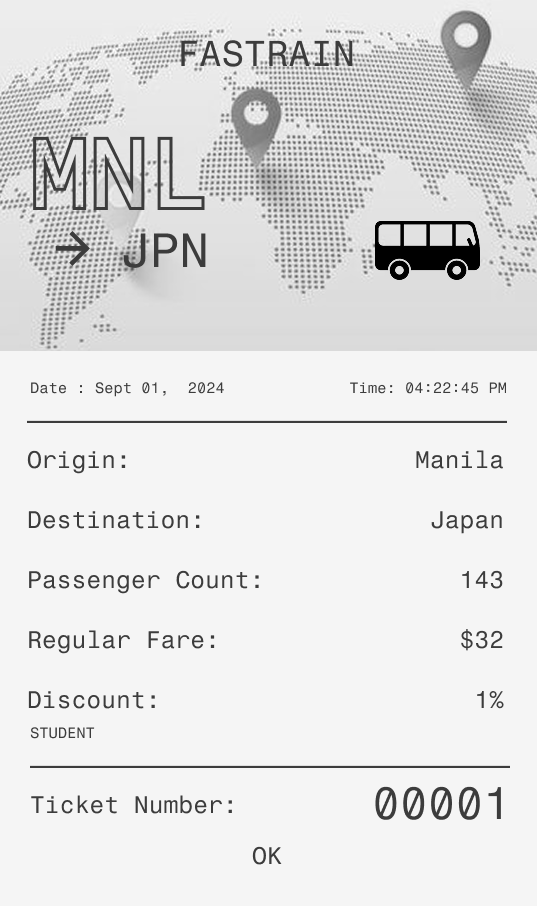 FASTRAIN
MNL
→ JPN
Date : Sept 01, 2024 Time: 04:22:45 PM
Origin: Manila
Destination: Japan
Passenger Count: 143
Regular Fare: $32
Discount: 1%
STUDENT
Ticket Number: 00001
OK